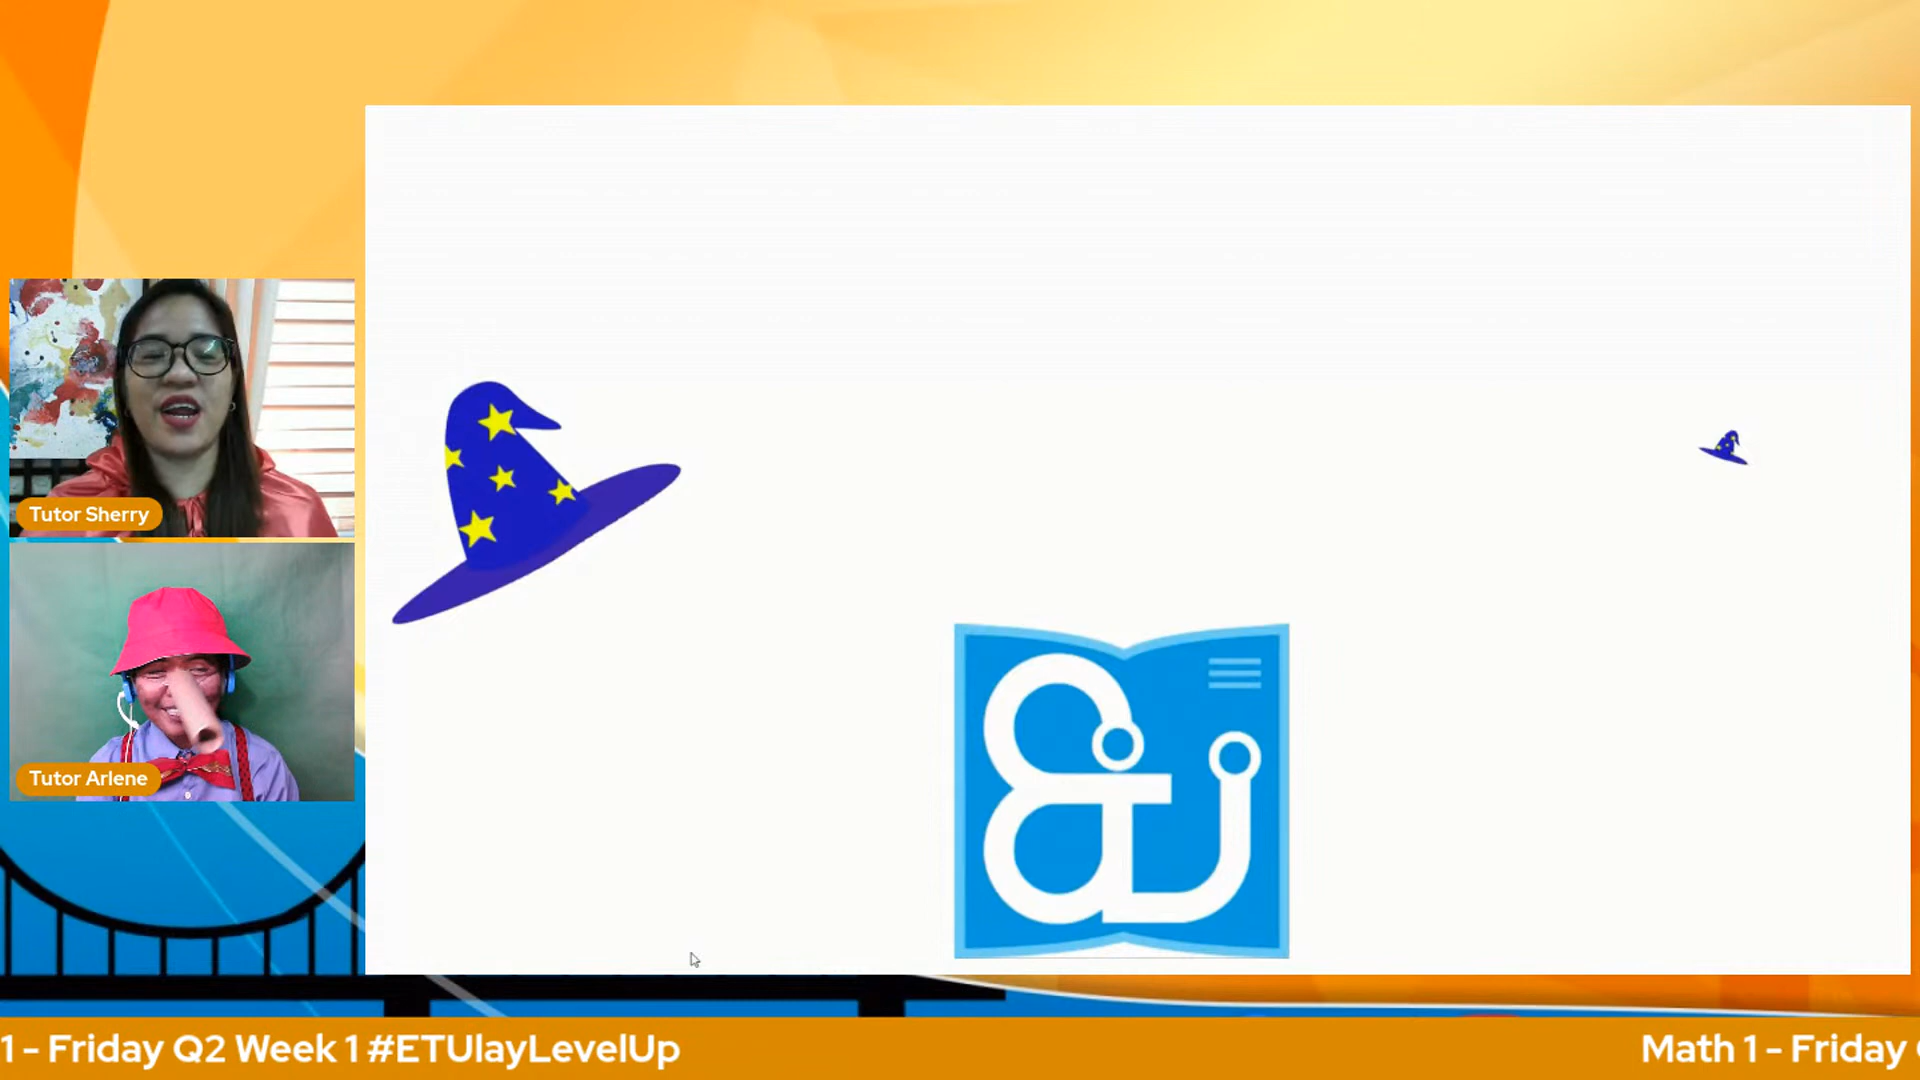 Tutor Sherry
Tutor Arlene
1 - Friday Q2 Week 1 #ETUlayLevelUp
Math 1 - Friday